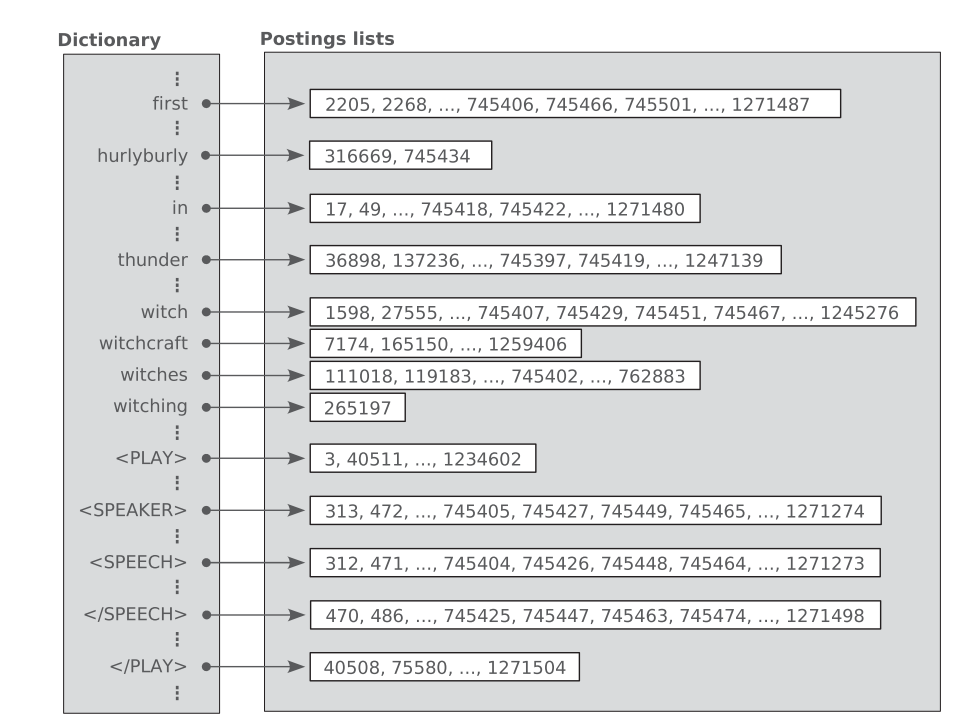 Dictionary Postings lists
first 2205, 2268, ..., 745406, 745466, 745501, ..., 1271487
hurlyburly 316669, 745434
in 17, 49, ..., 745418, 745422, ..., 1271480
thunder 36898, 137236, ..., 745397, 745419, ..., 1247139
witch 1598, 27555, ..., 745407, 745429, 745451, 745467, ..., 1245276
witchcraft 7174, 165150, ..., 1259406
witches 111018, 119183, ..., 745402, ..., 762883
witching 265197
<PLAY> 3, 40511, ..., 1234602
<SPEAKER> 313, 472, ..., 745405, 745427, 745449, 745465, ..., 1271274
<SPEECH> 312, 471, ..., 745404, 745426, 745448, 745464, ..., 1271273
</SPEECH> 470, 486, ..., 745425, 745447, 745463, 745474, ..., 1271498
</PLAY> 40508, 75580, ..., 1271504